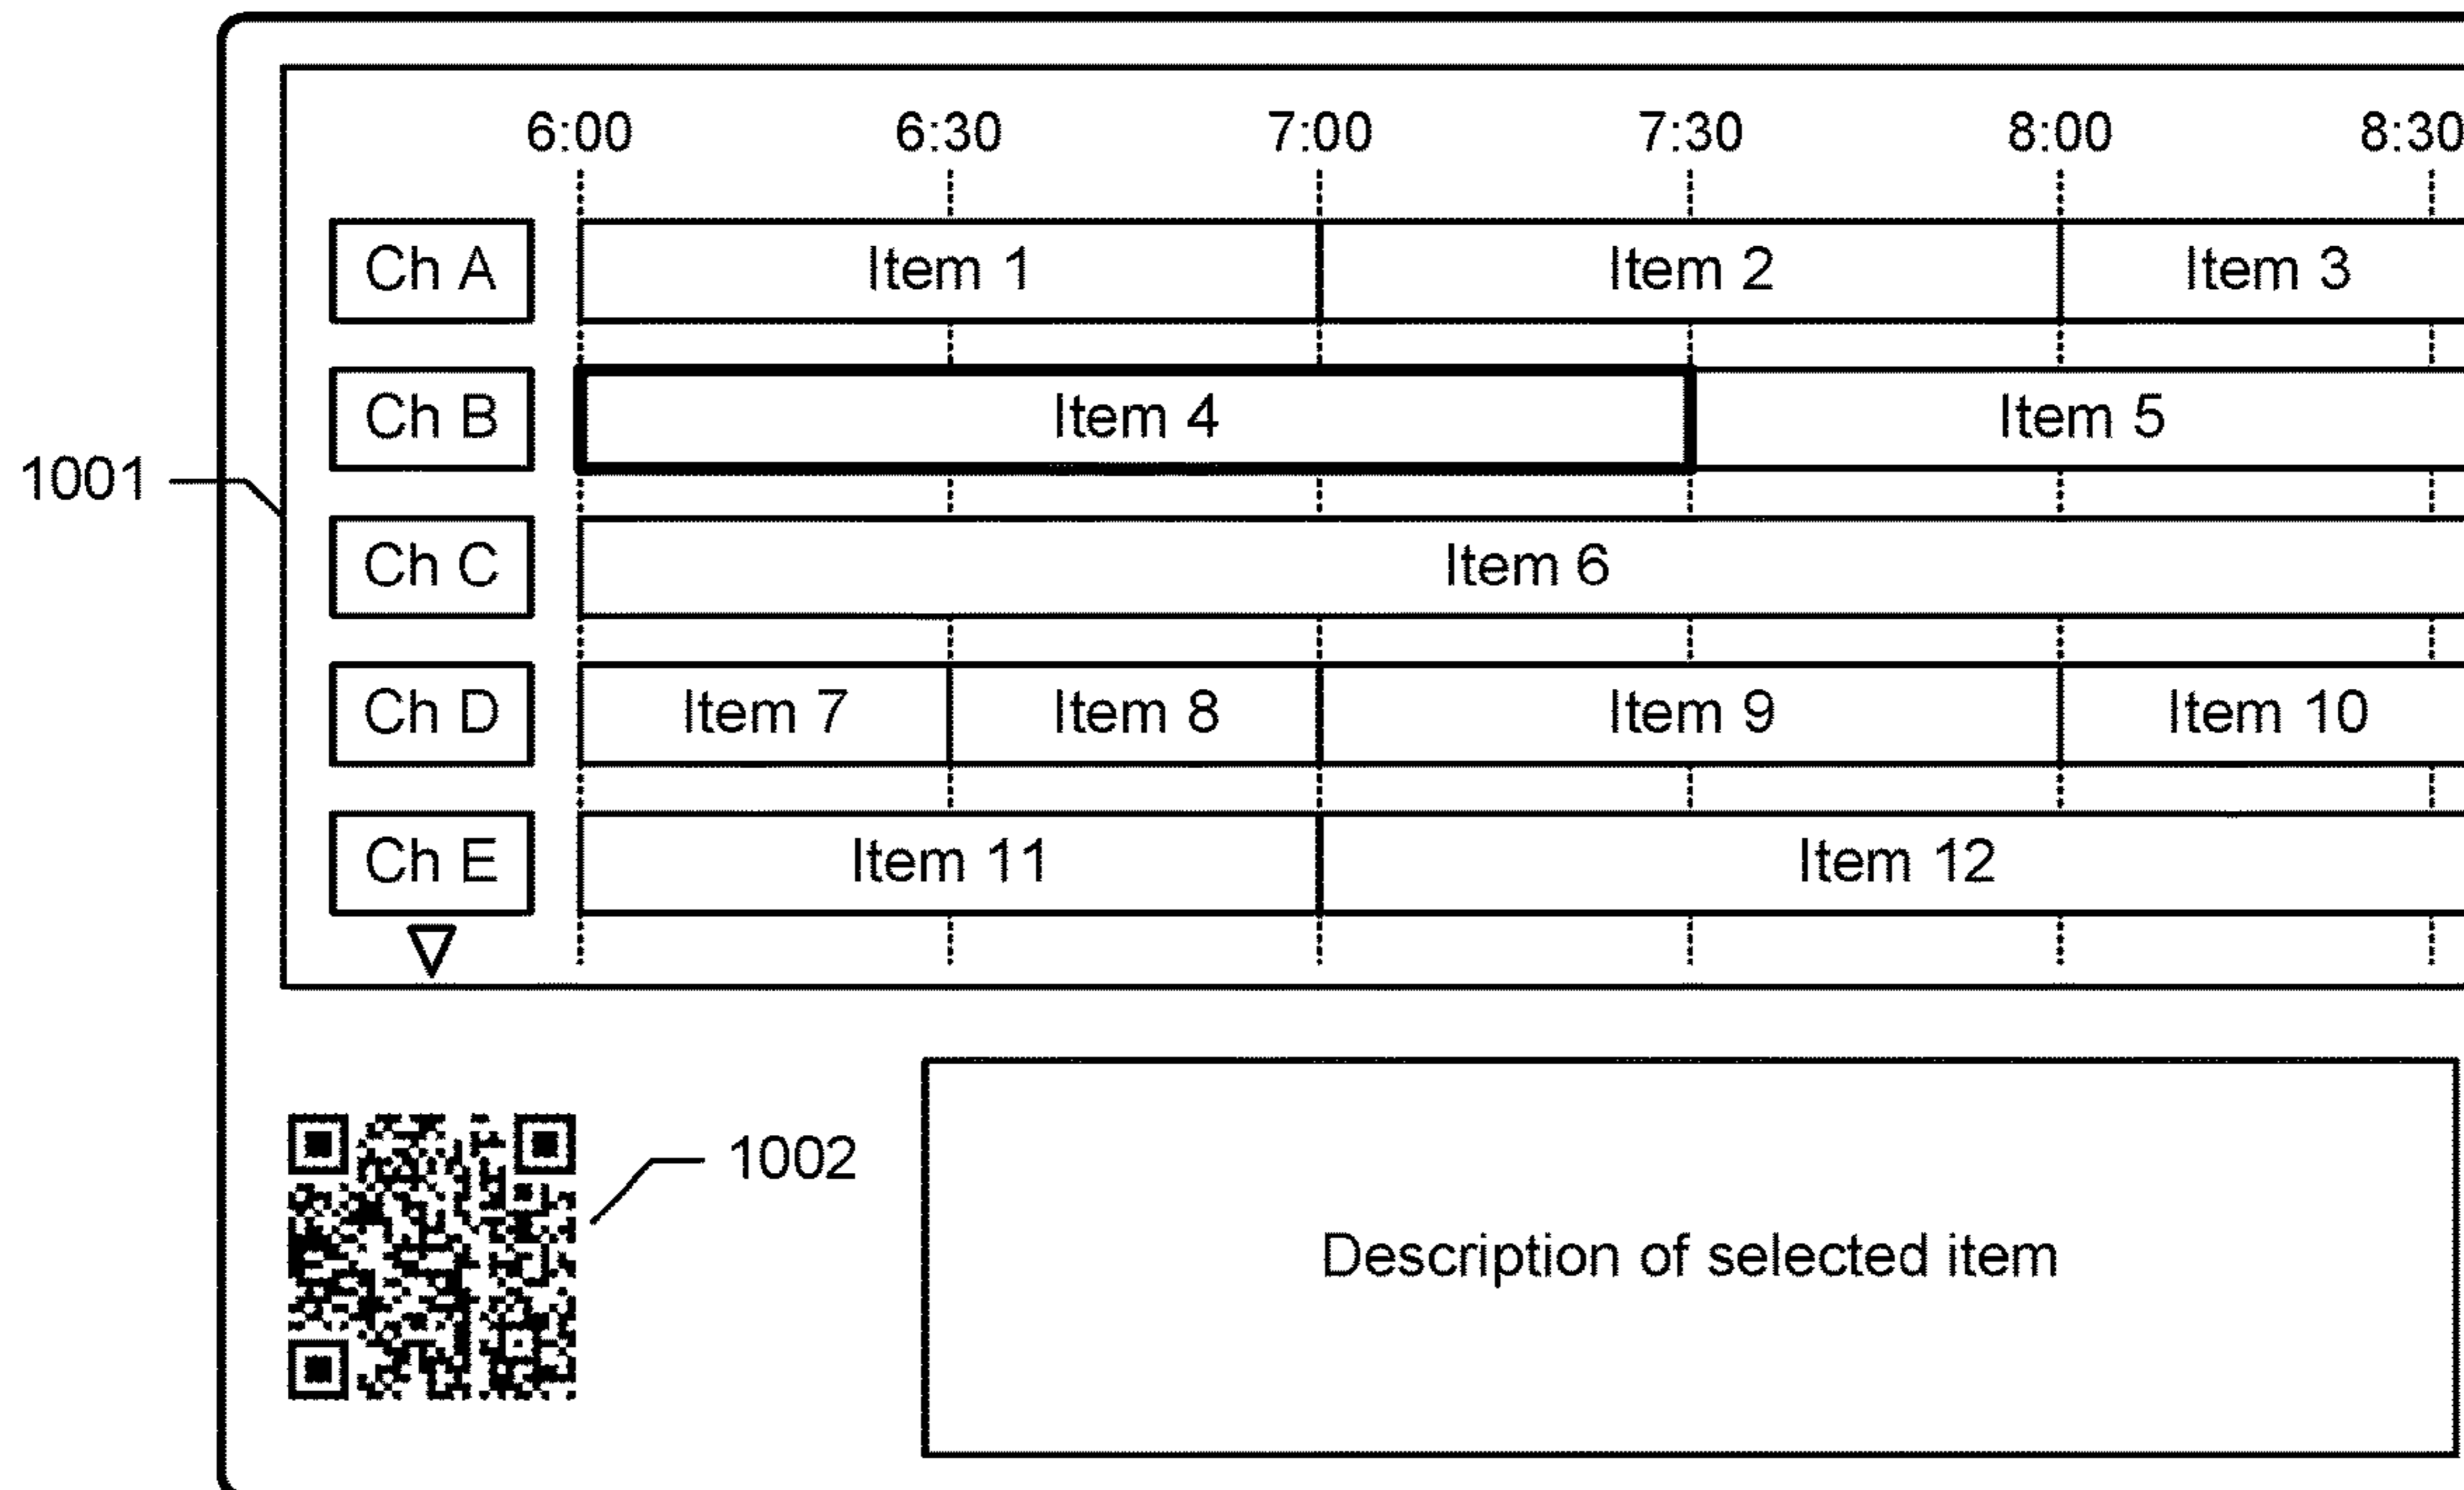 6:00 6:30 7:00 7:30 8:00 8:30
Ch A Item 1 Item 2 Item 3
Ch B Item 4 Item 5
1001
Ch C Item 6
Ch D Item 7 Item 8 Item 9 Item 10
Ch E Item 11 Item 12
1002
Description of selected item